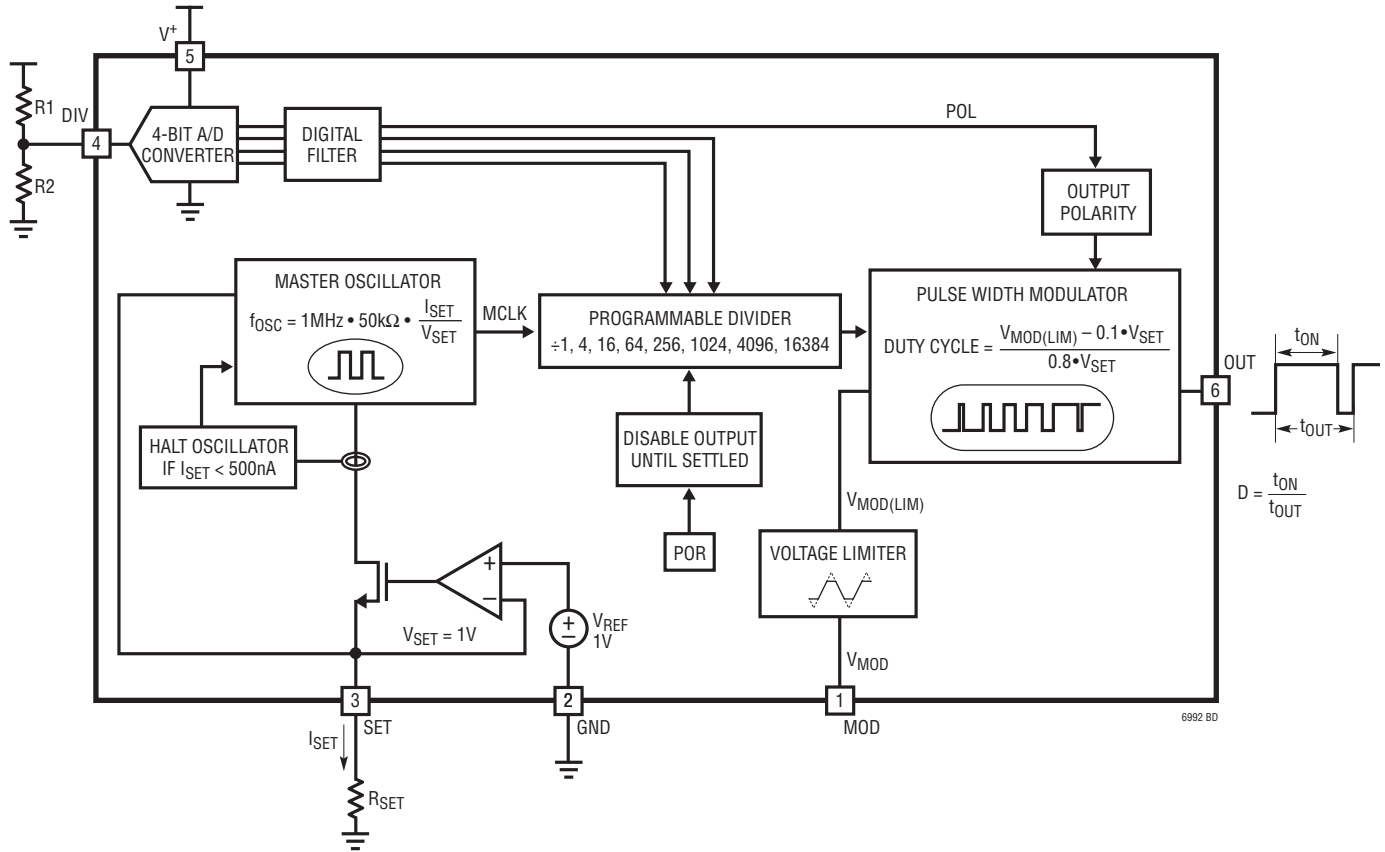 V+
5
R1
DIV
4
R2
4-BIT A/D
CONVERTER
DIGITAL
FILTER
POL
OUTPUT
POLARITY
MASTER OSCILLATOR
fOSC = 1MHz • 50kΩ • ISET / VSET
MCLK
PROGRAMMABLE DIVIDER
÷1, 4, 16, 64, 256, 1024, 4096, 16384
PULSE WIDTH MODULATOR
DUTY CYCLE = VMOD(LIM) – 0.1•VSET / 0.8•VSET
OUT
6
tON
tOUT
D = tON / tOUT
HALT OSCILLATOR
IF ISET < 500nA
DISABLE OUTPUT
UNTIL SETTLED
POR
VMOD(LIM)
VOLTAGE LIMITER
VMOD
+
–
VSET = 1V
+
–
VREF
1V
3
SET
2
GND
1
MOD
6992 BD
ISET
RSET